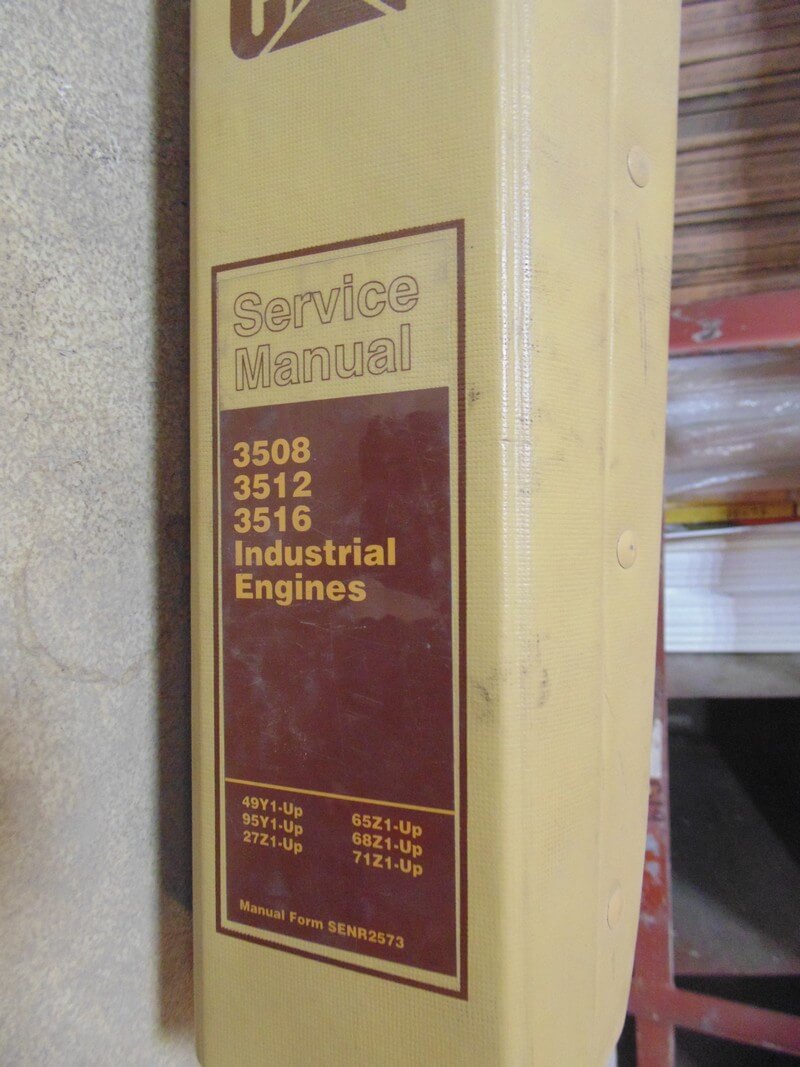 Service
Manual
3508
3512
3516
Industrial
Engines
49Y1-Up
95Y1-Up
27Z1-Up
65Z1-Up
68Z1-Up
71Z1-Up
Manual Form SENR2573